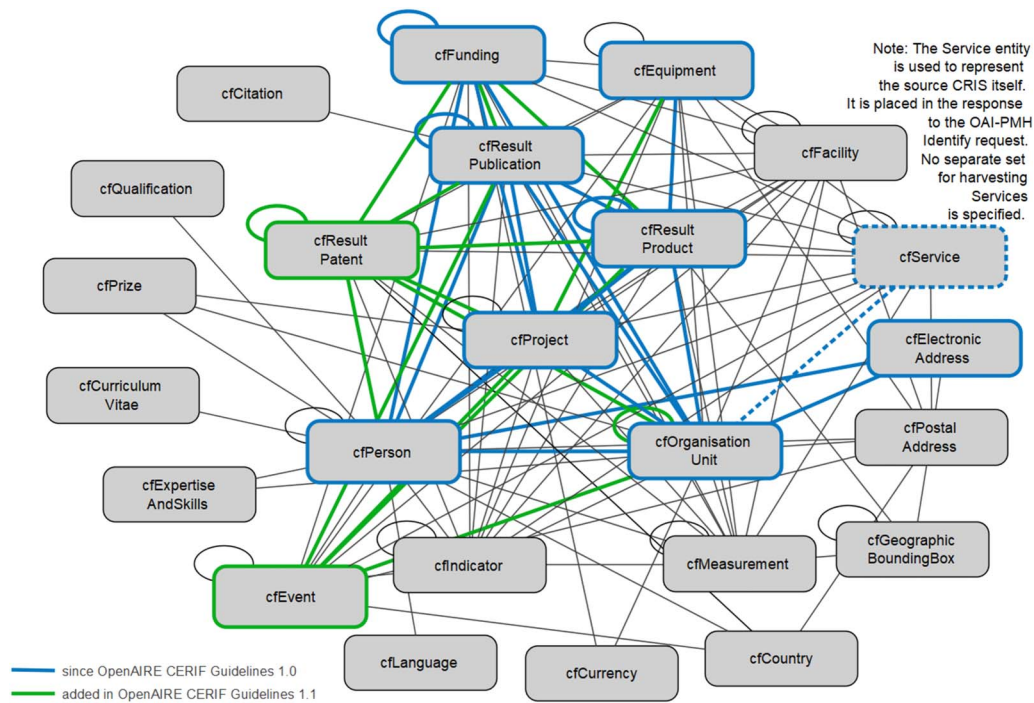 cfFunding
cfEquipment
Note: The Service entity
is used to represent
the source CRIS itself.
It is placed in the response
to the OAI-PMH
Identify request.
No separate set
for harvesting
Services
is specified.
cfCitation
cfResult
Publication
cfFacility
cfQualification
cfResult
Patent
cfResult
Product
cfService
cfPrize
cfProject
cfElectronic
Address
cfCurriculum
Vitae
cfPerson
cfOrganisation
Unit
cfPostal
Address
cfExpertise
AndSkills
cfIndicator
cfMeasurement
cfGeographic
BoundingBox
cfEvent
cfLanguage
cfCurrency
cfCountry
since OpenAIRE CERIF Guidelines 1.0
added in OpenAIRE CERIF Guidelines 1.1